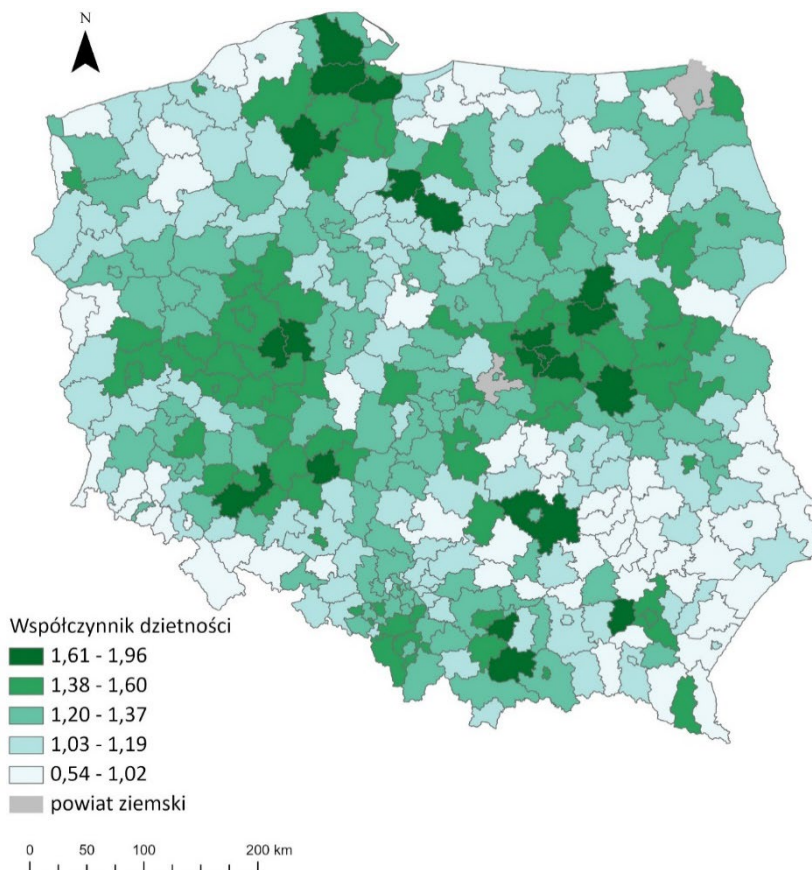 N
Współczynnik dzietności
1,61 - 1,96
1,38 - 1,60
1,20 - 1,37
1,03 - 1,19
0,54 - 1,02
powiat ziemski
0 50 100 200 km